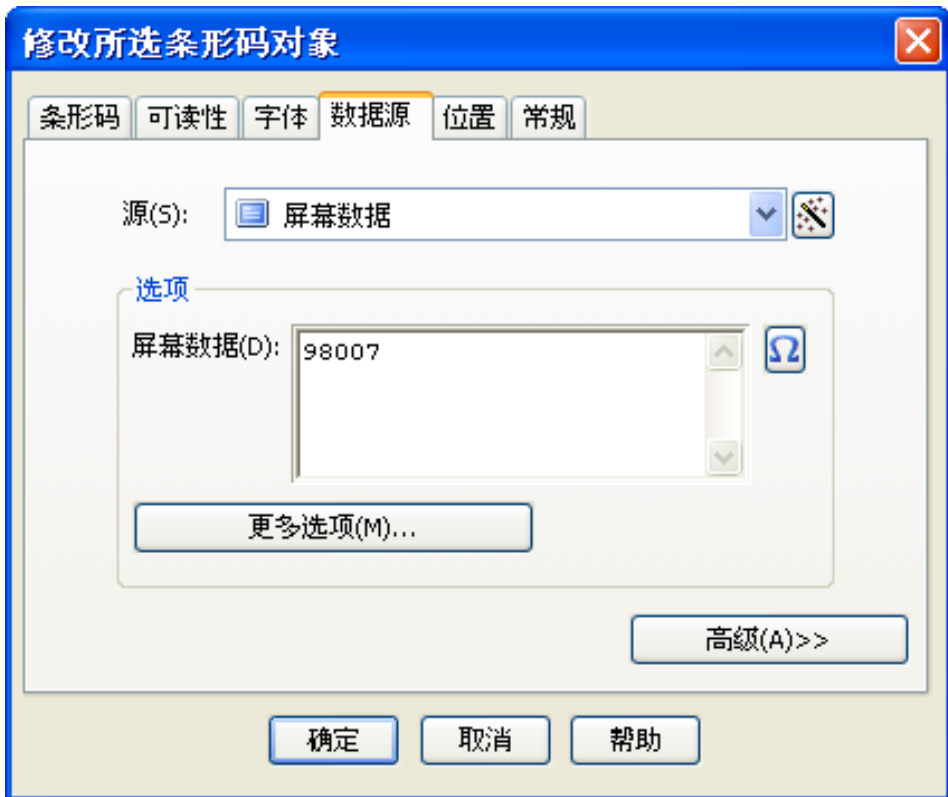 修改所选条形码对象
条形码 可读性 字体 数据源 位置 常规
源(S): 屏幕数据
选项
屏幕数据(D): 98007 Ω
更多选项(M)...
高级(A)>>
确定 取消 帮助